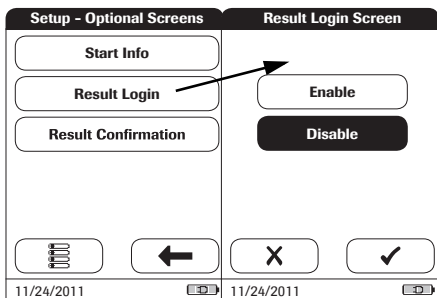 Setup - Optional Screens
Start Info
Result Login
Result Confirmation
11/24/2011
Result Login Screen
Enable
Disable
11/24/2011